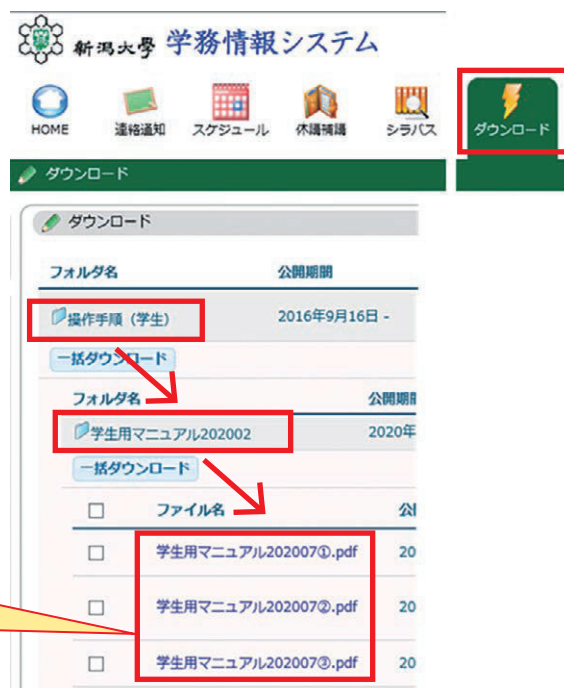 新潟大學 学務情報システム
HOME 連絡通知 スケジュール 休講補講 シラバス ダウンロード
ダウンロード
ダウンロード
フォルダ名 公開期間
操作手順（学生） 2016年9月16日 -
一括ダウンロード
フォルダ名 公開期間
学生用マニュアル202002 2020年
一括ダウンロード
ファイル名 公
学生用マニュアル202007①.pdf 20
学生用マニュアル202007②.pdf 20
学生用マニュアル202007③.pdf 20